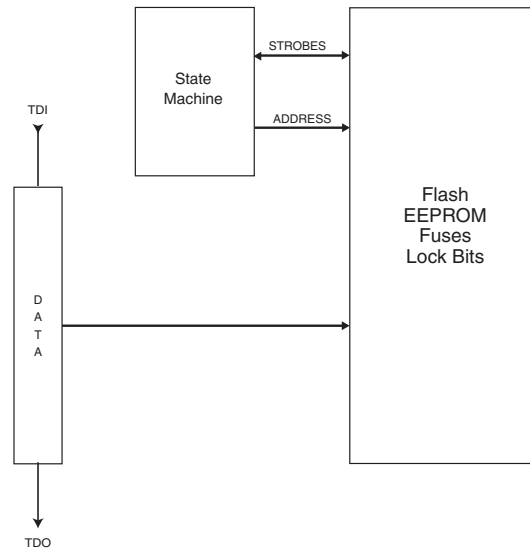 STROBES
State
Machine
TDI
ADDRESS
Flash
EEPROM
Fuses
Lock Bits
D
A
T
A
TDO